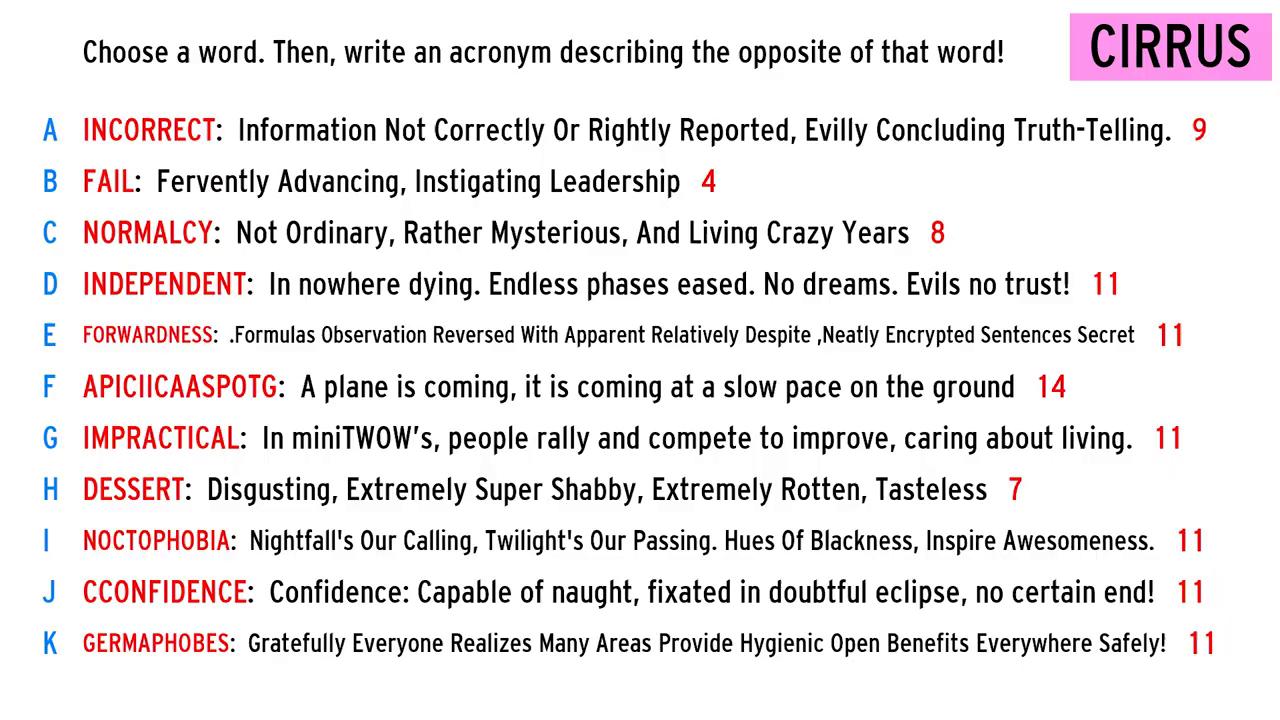 Choose a word. Then, write an acronym describing the opposite of that word!
CIRRUS
A INCORRECT: Information Not Correctly Or Rightly Reported, Evilly Concluding Truth-Telling. 9
B FAIL: Fervently Advancing, Instigating Leadership 4
C NORMALCY: Not Ordinary, Rather Mysterious, And Living Crazy Years 8
D INDEPENDENT: In nowhere dying. Endless phases eased. No dreams. Evils no trust! 11
E FORWARDNESS: .Formulas Observation Reversed With Apparent Relatively Despite ,Neatly Encrypted Sentences Secret 11
F APICIICAASPOTG: A plane is coming, it is coming at a slow pace on the ground 14
G IMPRACTICAL: In miniTWOW's, people rally and compete to improve, caring about living. 11
H DESSERT: Disgusting, Extremely Super Shabby, Extremely Rotten, Tasteless 7
I NOCTOPHOBIA: Nightfall's Our Calling, Twilight's Our Passing. Hues Of Blackness, Inspire Awesomeness. 11
J CCONFIDENCE: Confidence: Capable of naught, fixated in doubtful eclipse, no certain end! 11
K GERMAPHOBES: Gratefully Everyone Realizes Many Areas Provide Hygienic Open Benefits Everywhere Safely! 11